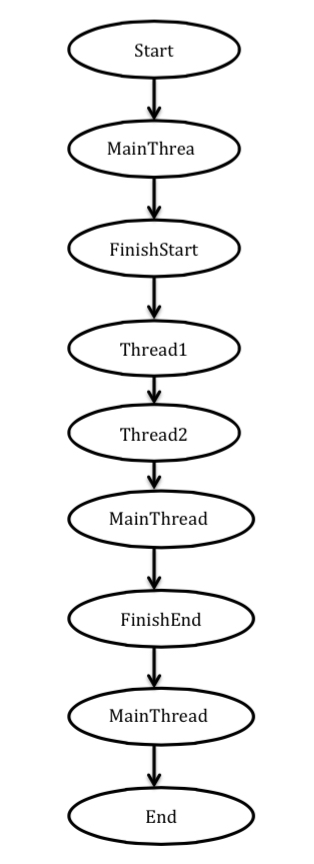 Start
MainThrea
FinishStart
Thread1
Thread2
MainThread
FinishEnd
MainThread
End